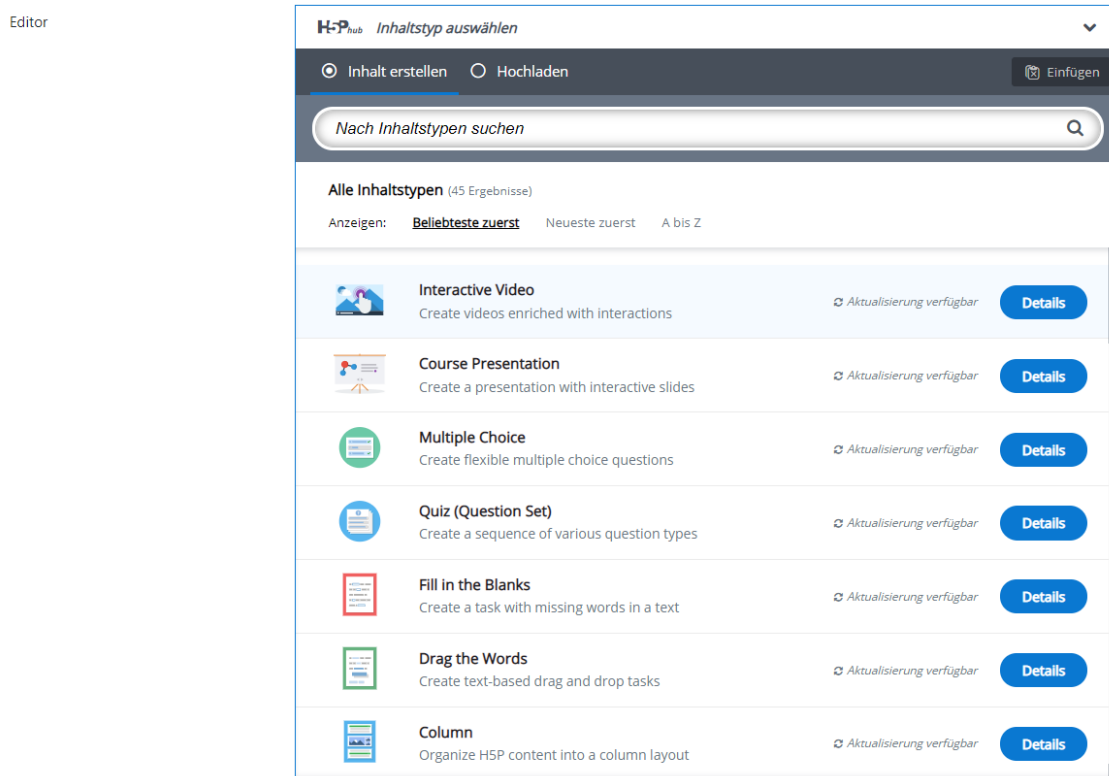 Editor
H5Phub Inhaltstyp auswählen
Inhalt erstellen Hochladen Einfügen
Nach Inhaltstypen suchen
Alle Inhaltstypen (45 Ergebnisse)
Anzeigen: Beliebteste zuerst Neueste zuerst A bis Z
Interactive Video
Create videos enriched with interactions
Aktualisierung verfügbar Details
Course Presentation
Create a presentation with interactive slides
Aktualisierung verfügbar Details
Multiple Choice
Create flexible multiple choice questions
Aktualisierung verfügbar Details
Quiz (Question Set)
Create a sequence of various question types
Aktualisierung verfügbar Details
Fill in the Blanks
Create a task with missing words in a text
Aktualisierung verfügbar Details
Drag the Words
Create text-based drag and drop tasks
Aktualisierung verfügbar Details
Column
Organize H5P content into a column layout
Aktualisierung verfügbar Details